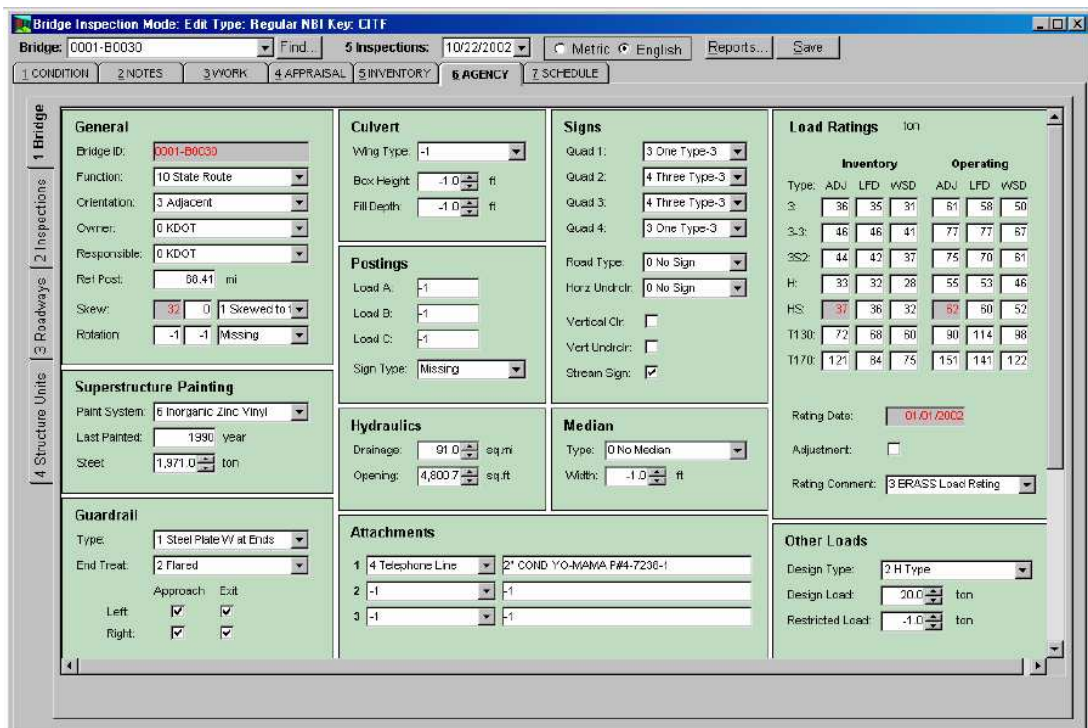 Bridge Inspection Mode: Edit Type: Regular NBI Key: CITF
Bridge: 0001-B0030 Find... 5 Inspections: 10/22/2002 Metric English Reports... Save
1 CONDITION 2 NOTES 3 WORK 4 APPRAISAL 5 INVENTORY 6 AGENCY 7 SCHEDULE
1 Bridge
2 Inspections
3 Roadways
4 Structure Units
General
Bridge ID: 0001-B0030
Function: 10 State Route
Orientation: 3 Adjacent
Owner: 0 KDOT
Responsible: 0 KDOT
Ref Post: 60.41 mi
Skew: 32 0 1 Skewed to t
Rotation -1 -1 Missing
Superstructure Painting
Paint System: 6 Inorganic Zinc Vinyl
Last Painted: 1990 year
Steel: 1,971.0 ton
Guardrail
Type: 1 Steel Plate W at Ends
End Treat: 2 Flared
Approach Exit
Left
Right:
Culvert
Wing Type: -1
Box Height -1.0 ft
Fill Depth: -1.0 ft
Postings
Load A: -1
Load B: -1
Load C: -1
Sign Type: Missing
Hydraulics
Drainage: 91.0 sq.mi
Opening: 4,800.7 sq.ft
Signs
Quad 1: 3 One Type-3
Quad 2: 4 Three Type-3
Quad 3: 4 Three Type-3
Quad 4: 3 One Type-3
Road Type: 0 No Sign
Horz Undrclr: 0 No Sign
Vertical Clr:
Vert Undrclr:
Stream Sign:
Median
Type: 0 No Median
Width: -1.0 ft
Attachments
1 4 Telephone Line 2" COND YO-MAMA P#4-7236-1
2 -1 -1
3 -1 -1
Load Ratings ton
Inventory Operating
Type: ADJ LFD WSD ADJ LFD WSD
3: 36 35 31 61 58 50
3-3: 46 46 41 77 77 67
3S2: 44 42 37 75 70 61
H: 33 32 28 55 53 46
HS: 37 36 32 62 60 52
T130: 72 68 60 90 114 98
T170: 121 84 75 151 141 122
Rating Date: 01/01/2002
Adjustment:
Rating Comment: 3 BRASS Load Rating
Other Loads
Design Type: 2 H Type
Design Load: 20.0 ton
Restricted Load: -1.0 ton